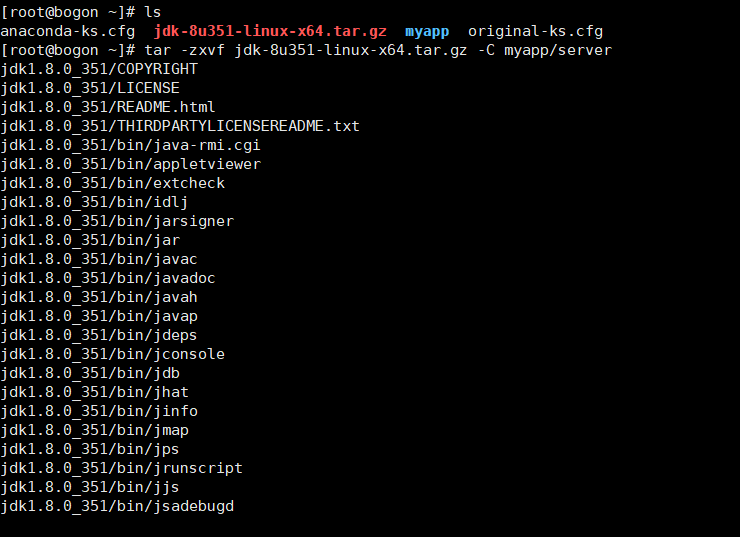 [root@bogon ~]# ls
anaconda-ks.cfg  jdk-8u351-linux-x64.tar.gz  myapp  original-ks.cfg
[root@bogon ~]# tar -zxvf jdk-8u351-linux-x64.tar.gz -C myapp/server
jdk1.8.0_351/COPYRIGHT
jdk1.8.0_351/LICENSE
jdk1.8.0_351/README.html
jdk1.8.0_351/THIRDPARTYLICENSEREADME.txt
jdk1.8.0_351/bin/java-rmi.cgi
jdk1.8.0_351/bin/appletviewer
jdk1.8.0_351/bin/extcheck
jdk1.8.0_351/bin/idlj
jdk1.8.0_351/bin/jarsigner
jdk1.8.0_351/bin/jar
jdk1.8.0_351/bin/javac
jdk1.8.0_351/bin/javadoc
jdk1.8.0_351/bin/javah
jdk1.8.0_351/bin/javap
jdk1.8.0_351/bin/jdeps
jdk1.8.0_351/bin/jconsole
jdk1.8.0_351/bin/jdb
jdk1.8.0_351/bin/jhat
jdk1.8.0_351/bin/jinfo
jdk1.8.0_351/bin/jmap
jdk1.8.0_351/bin/jps
jdk1.8.0_351/bin/jrunscript
jdk1.8.0_351/bin/jjs
jdk1.8.0_351/bin/jsadebugd